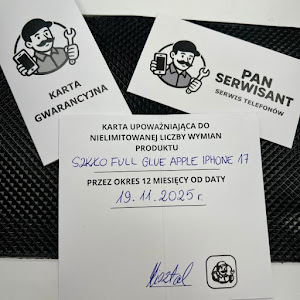 KARTA
GWARANCYJNA
PAN
SERWISANT
SERWIS TELEFONÓW
KARTA UPOWAŻNIAJĄCA DO
NIELIMITOWANEJ LICZBY WYMIAN
PRODUKTU
SZKŁO FULL GLUE APPLE IPHONE 17
PRZEZ OKRES 12 MIESIĘCY OD DATY
19.11.2025 r.